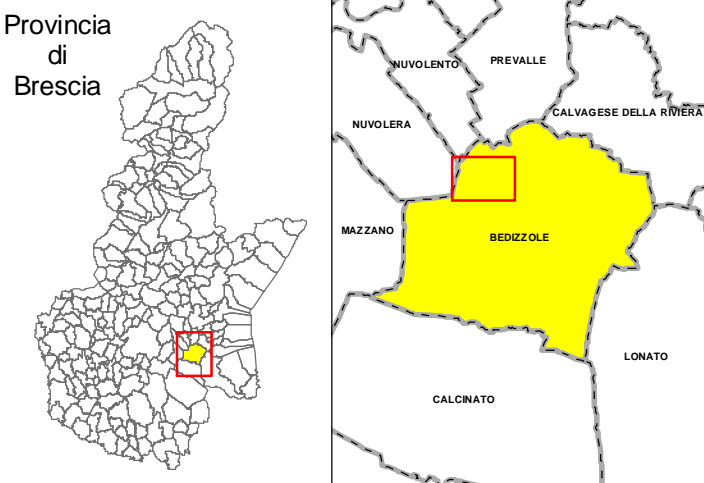 Provincia
di
Brescia
NUVOLENTO
PREVALLE
CALVAGESE DELLA RIVIERA
NUVOLERA
MAZZANO
BEDIZZOLE
LONATO
CALCINATO